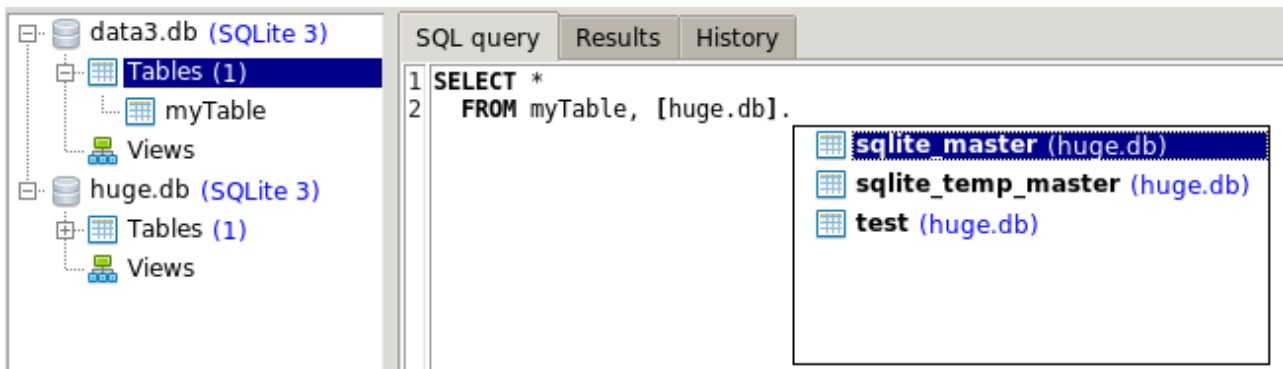 data3.db (SQLite 3)
Tables (1)
myTable
Views
huge.db (SQLite 3)
Tables (1)
Views
SQL query Results History
1 SELECT *
2 FROM myTable, [huge.db].
sqlite_master (huge.db)
sqlite_temp_master (huge.db)
test (huge.db)